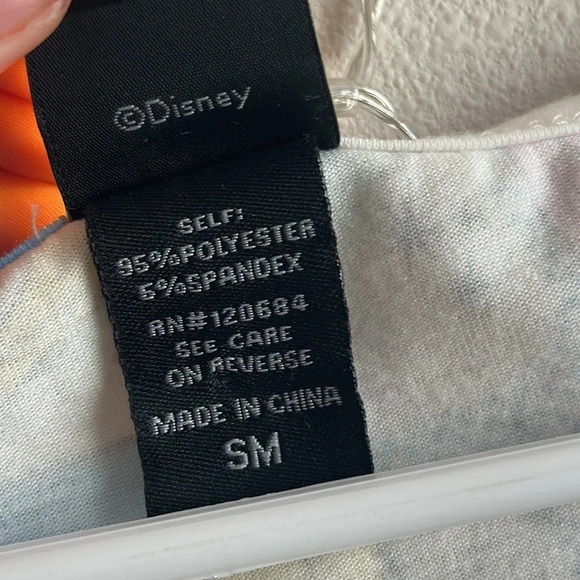 ©Disney
SELF:
95%POLYESTER
5%SPANDEX
RN#120684
SEE CARE
ON REVERSE
MADE IN CHINA
SM